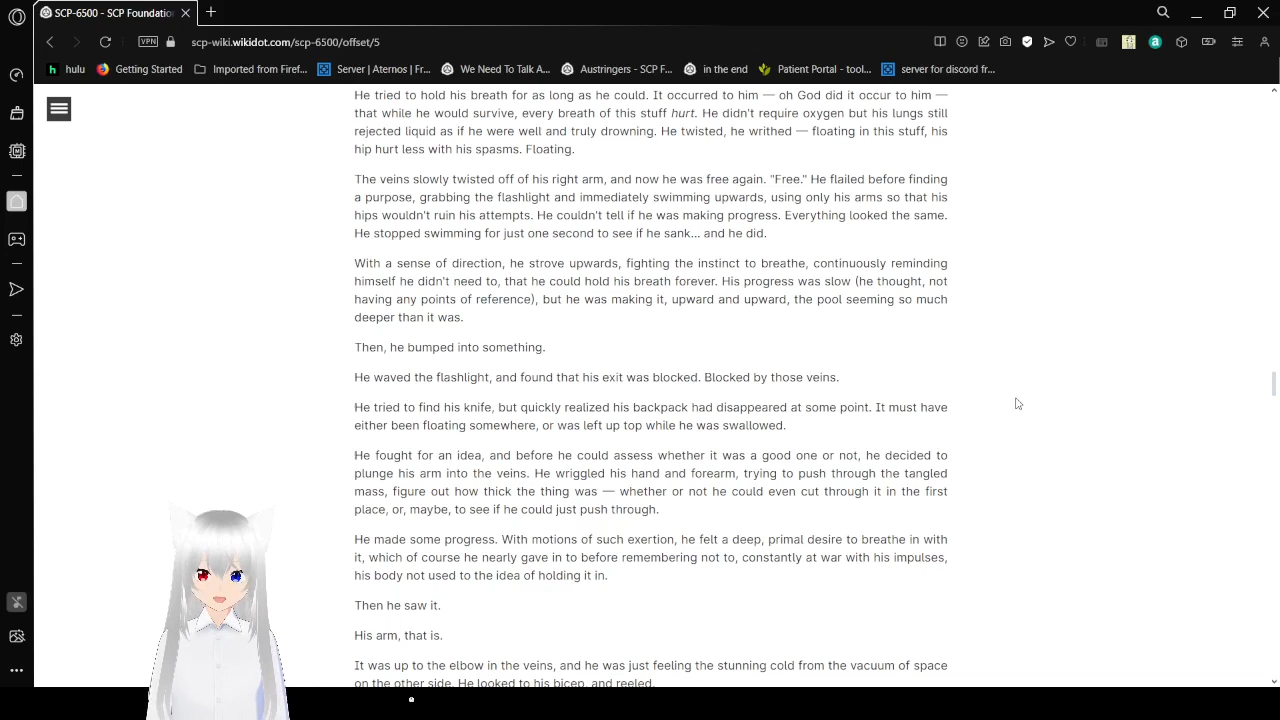 SCP-6500 - SCP Foundatio
VPN
scp-wiki.wikidot.com/scp-6500/offset/5
hulu
Getting Started
Imported from Firef...
Server | Aternos | Fr...
We Need To Talk A...
Austringers - SCP F...
in the end
Patient Portal - tool...
server for discord fr...
He tried to hold his breath for as long as he could. It occurred to him — oh God did it occur to him —
that while he would survive, every breath of this stuff hurt. He didn't require oxygen but his lungs still
rejected liquid as if he were well and truly drowning. He twisted, he writhed — floating in this stuff, his
hip hurt less with his spasms. Floating.
The veins slowly twisted off of his right arm, and now he was free again. "Free." He flailed before finding
a purpose, grabbing the flashlight and immediately swimming upwards, using only his arms so that his
hips wouldn't ruin his attempts. He couldn't tell if he was making progress. Everything looked the same.
He stopped swimming for just one second to see if he sank... and he did.
With a sense of direction, he strove upwards, fighting the instinct to breathe, continuously reminding
himself he didn't need to, that he could hold his breath forever. His progress was slow (he thought, not
having any points of reference), but he was making it, upward and upward, the pool seeming so much
deeper than it was.
Then, he bumped into something.
He waved the flashlight, and found that his exit was blocked. Blocked by those veins.
He tried to find his knife, but quickly realized his backpack had disappeared at some point. It must have
either been floating somewhere, or was left up top while he was swallowed.
He fought for an idea, and before he could assess whether it was a good one or not, he decided to
plunge his arm into the veins. He wriggled his hand and forearm, trying to push through the tangled
mass, figure out how thick the thing was — whether or not he could even cut through it in the first
place, or, maybe, to see if he could just push through.
He made some progress. With motions of such exertion, he felt a deep, primal desire to breathe in with
it, which of course he nearly gave in to before remembering not to, constantly at war with his impulses,
his body not used to the idea of holding it in.
Then he saw it.
His arm, that is.
It was up to the elbow in the veins, and he was just feeling the stunning cold from the vacuum of space
on the other side. He looked to his bicep, and reeled.